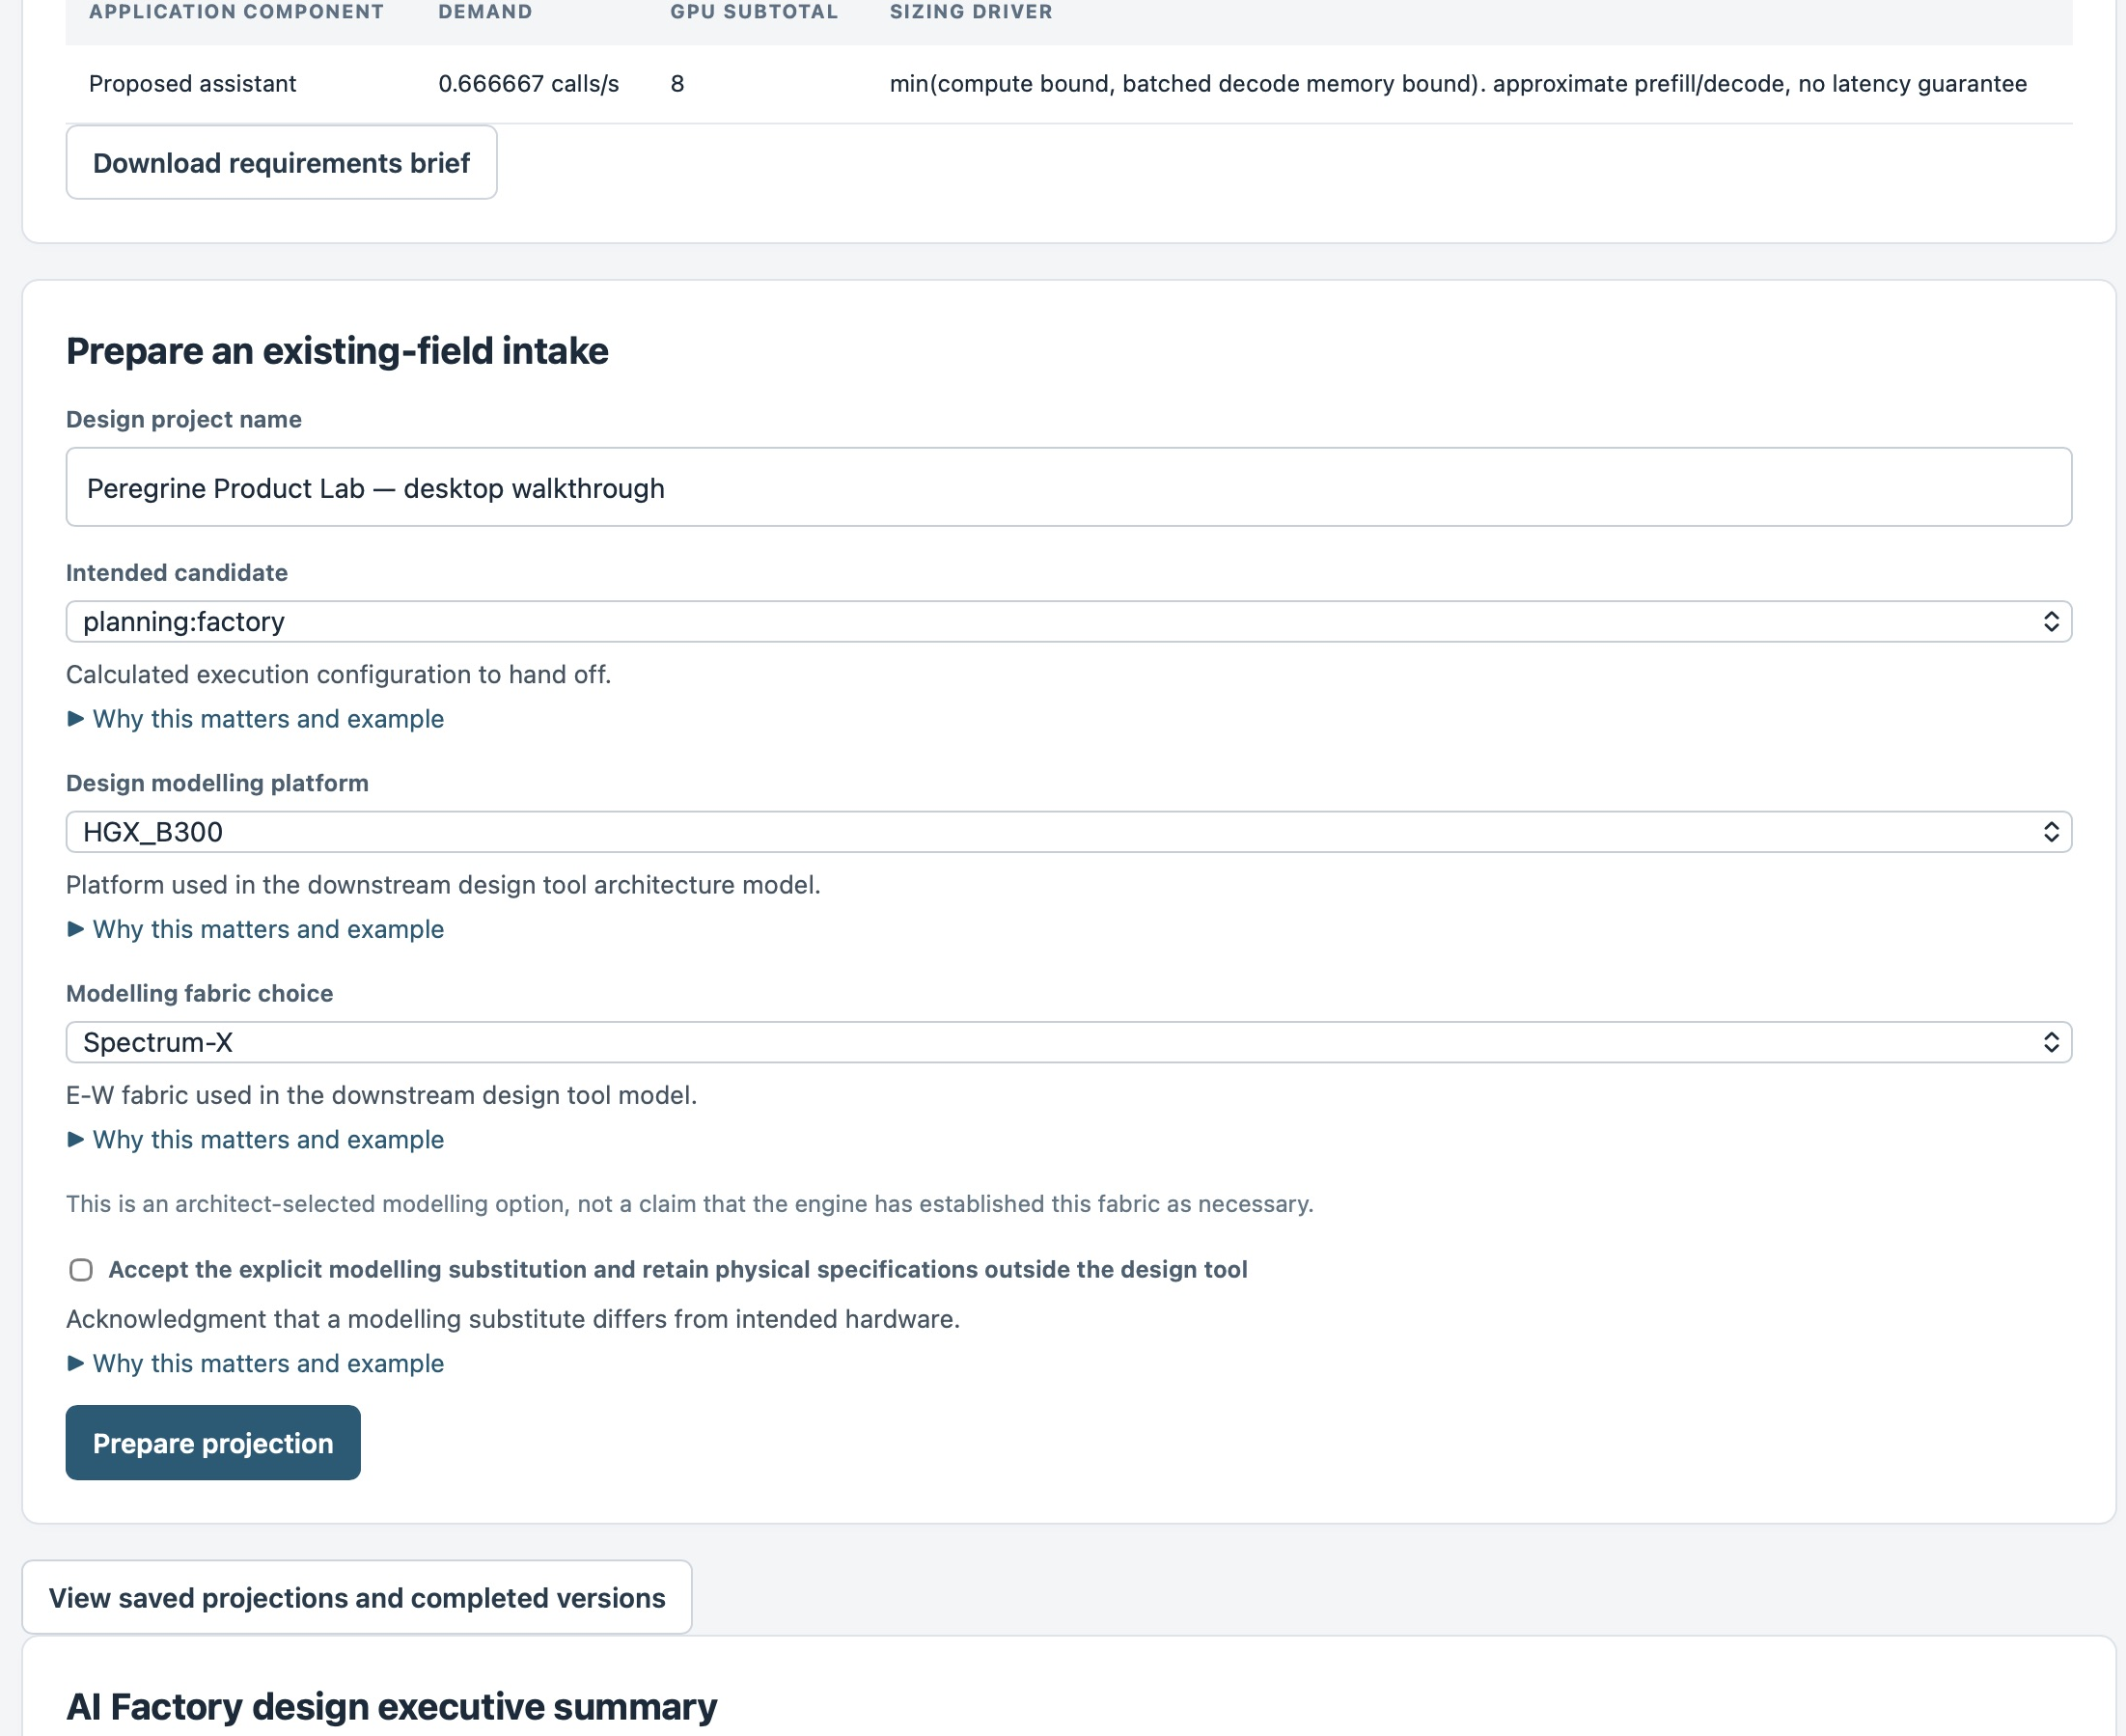 APPLICATION COMPONENT DEMAND GPU SUBTOTAL SIZING DRIVER
Proposed assistant 0.666667 calls/s 8 min(compute bound, batched decode memory bound). approximate prefill/decode, no latency guarantee
Download requirements brief
Prepare an existing-field intake
Design project name
Peregrine Product Lab — desktop walkthrough
Intended candidate
planning:factory
Calculated execution configuration to hand off.
Why this matters and example
Design modelling platform
HGX_B300
Platform used in the downstream design tool architecture model.
Why this matters and example
Modelling fabric choice
Spectrum-X
E-W fabric used in the downstream design tool model.
Why this matters and example
This is an architect-selected modelling option, not a claim that the engine has established this fabric as necessary.
Accept the explicit modelling substitution and retain physical specifications outside the design tool
Acknowledgment that a modelling substitute differs from intended hardware.
Why this matters and example
Prepare projection
View saved projections and completed versions
AI Factory design executive summary